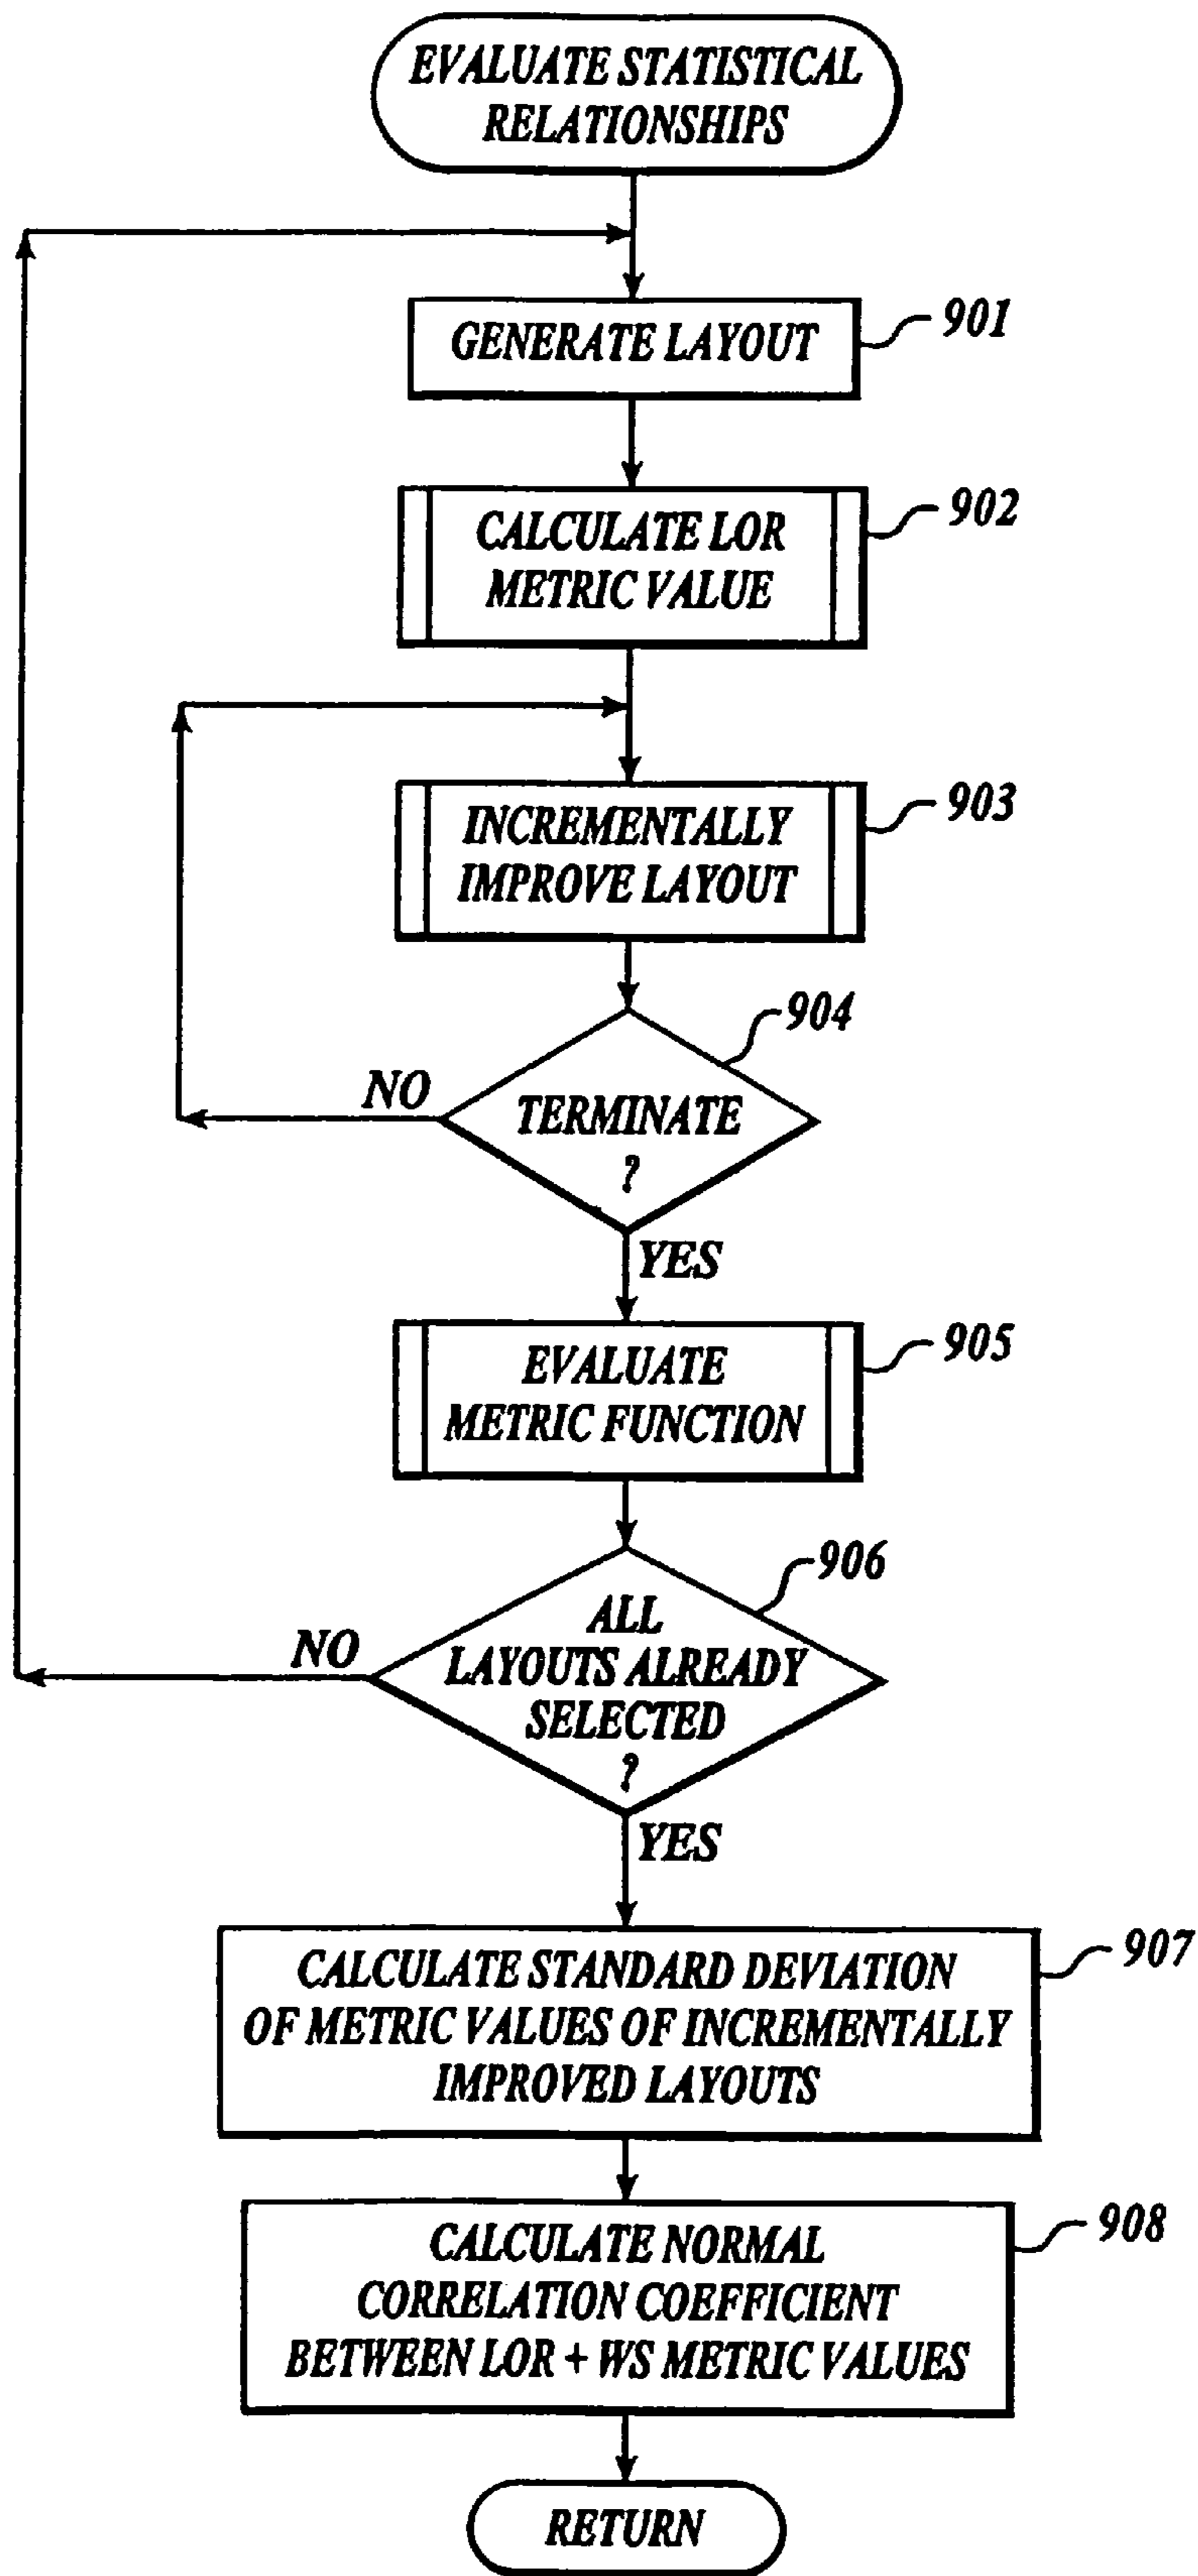 EVALUATE STATISTICAL
RELATIONSHIPS
GENERATE LAYOUT
901
CALCULATE LOR
METRIC VALUE
902
INCREMENTALLY
IMPROVE LAYOUT
903
904
NO
TERMINATE
?
YES
EVALUATE
METRIC FUNCTION
905
906
NO
ALL
LAYOUTS ALREADY
SELECTED
?
YES
CALCULATE STANDARD DEVIATION
OF METRIC VALUES OF INCREMENTALLY
IMPROVED LAYOUTS
907
CALCULATE NORMAL
CORRELATION COEFFICIENT
BETWEEN LOR + WS METRIC VALUES
908
RETURN